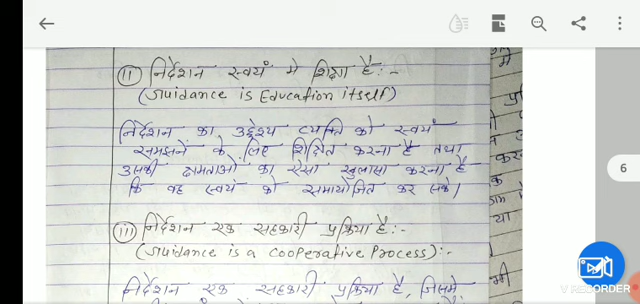 (ii) निर्देशन स्वयं मे शिक्षा है:-
(Guidance is Education itself)
निर्देशन का उद्देश्य व्यक्ति को स्वयं
समझने के लिए शिक्षित करना है तथा
उसकी क्षमताओ का ऐसा खुलासा करना है
कि वह स्वयं को समायोजित कर सके।
(iii) निर्देशन एक सहकारी प्रक्रिया है:-
(Guidance is a Cooperative Process):-
निर्देशन एक सहकारी प्रक्रिया है, जिसमे
6
V RECORDER